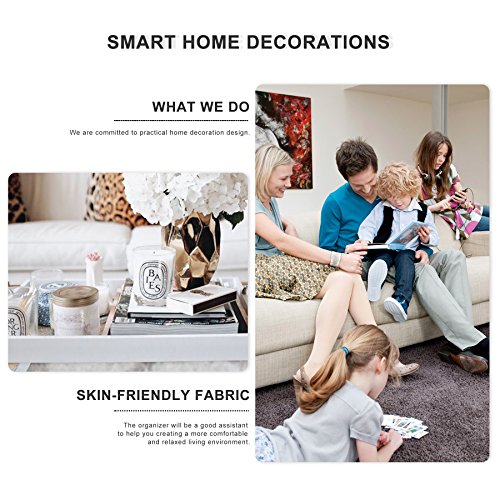 SMART HOME DECORATIONS
WHAT WE DO
We are committed to practical home decoration design.
BAIES
SKIN-FRIENDLY FABRIC
The organizer will be a good assistant
to help you creating a more comfortable
and relaxed living environment.